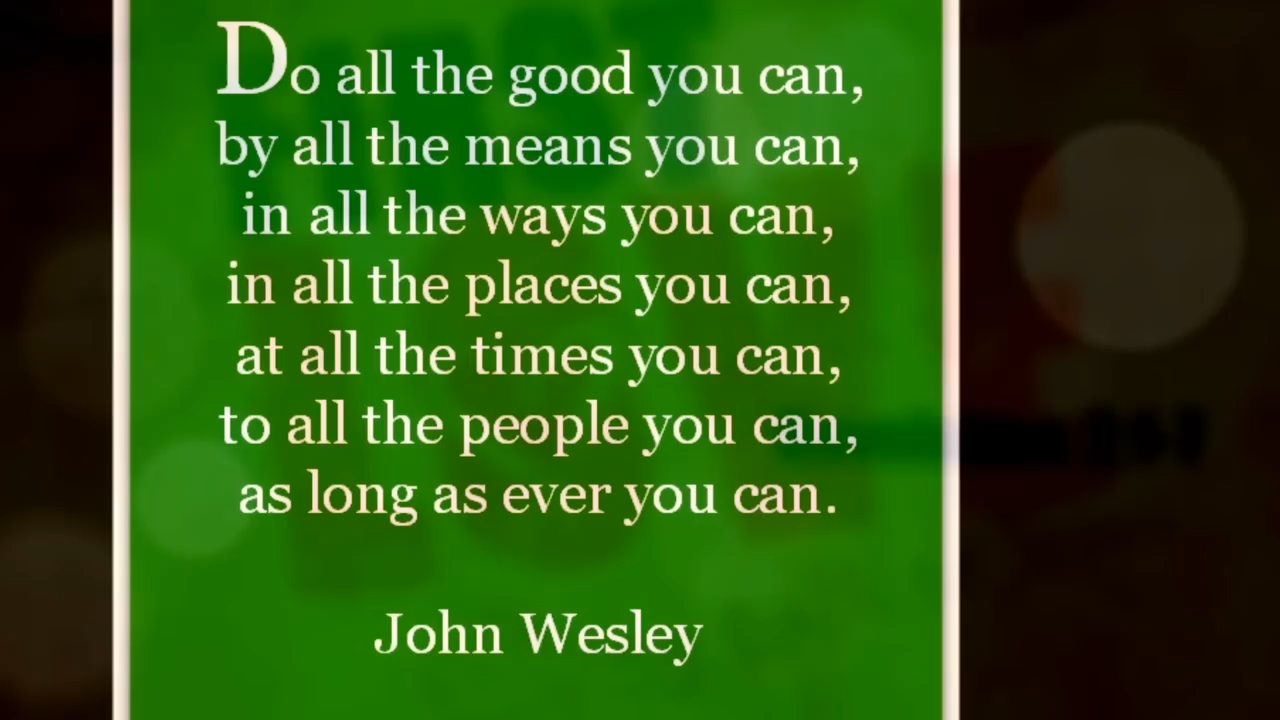 Do all the good you can,
by all the means you can,
in all the ways you can,
in all the places you can,
at all the times you can,
to all the people you can,
as long as ever you can.
John Wesley